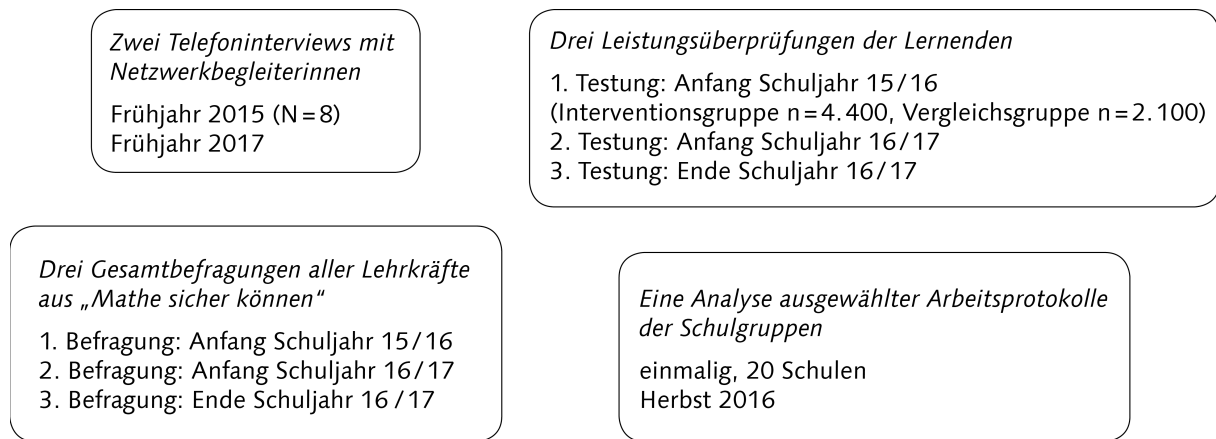 Zwei Telefoninterviews mit
Netzwerkbegleiterinnen
Frühjahr 2015 (N=8)
Frühjahr 2017
Drei Leistungsüberprüfungen der Lernenden
1. Testung: Anfang Schuljahr 15/16
(Interventionsgruppe n=4.400, Vergleichsgruppe n=2.100)
2. Testung: Anfang Schuljahr 16/17
3. Testung: Ende Schuljahr 16/17
Drei Gesamtbefragungen aller Lehrkräfte
aus „Mathe sicher können“
1. Befragung: Anfang Schuljahr 15/16
2. Befragung: Anfang Schuljahr 16/17
3. Befragung: Ende Schuljahr 16/17
Eine Analyse ausgewählter Arbeitsprotokolle
der Schulgruppen
einmalig, 20 Schulen
Herbst 2016